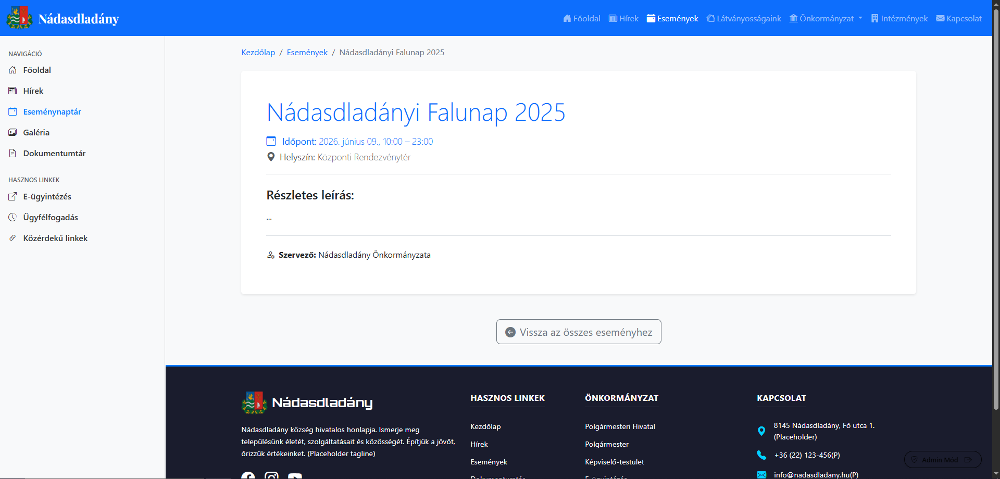 Nádasdladány
Főoldal
Hírek
Események
Látványosságaink
Önkormányzat
Intézmények
Kapcsolat
NAVIGÁCIÓ
Főoldal
Hírek
Eseménynaptár
Galéria
Dokumentumtár
HASZNOS LINKEK
E-ügyintézés
Ügyfélfogadás
Közérdekű linkek
Kezdőlap / Események / Nádasdladányi Falunap 2025
Nádasdladányi Falunap 2025
Időpont: 2026. június 09., 10:00 – 23:00
Helyszín: Központi Rendezvénytér
Részletes leírás:
...
Szervező: Nádasdladány Önkormányzata
Vissza az összes eseményhez
Nádasdladány
Nádasdladány község hivatalos honlapja. Ismerje meg
településünk életét, szolgáltatásait és közösségét. Építjük a jövőt,
őrizzük értékeinket. (Placeholder tagline)
HASZNOS LINKEK
Kezdőlap
Hírek
Események
Dokumentumtár
ÖNKORMÁNYZAT
Polgármesteri Hivatal
Polgármester
Képviselő-testület
E-ügyintézés
KAPCSOLAT
8145 Nádasdladány, Fő utca 1.
(Placeholder)
+36 (22) 123-456(P)
info@nadasdladany.hu(P)
Admin Mód